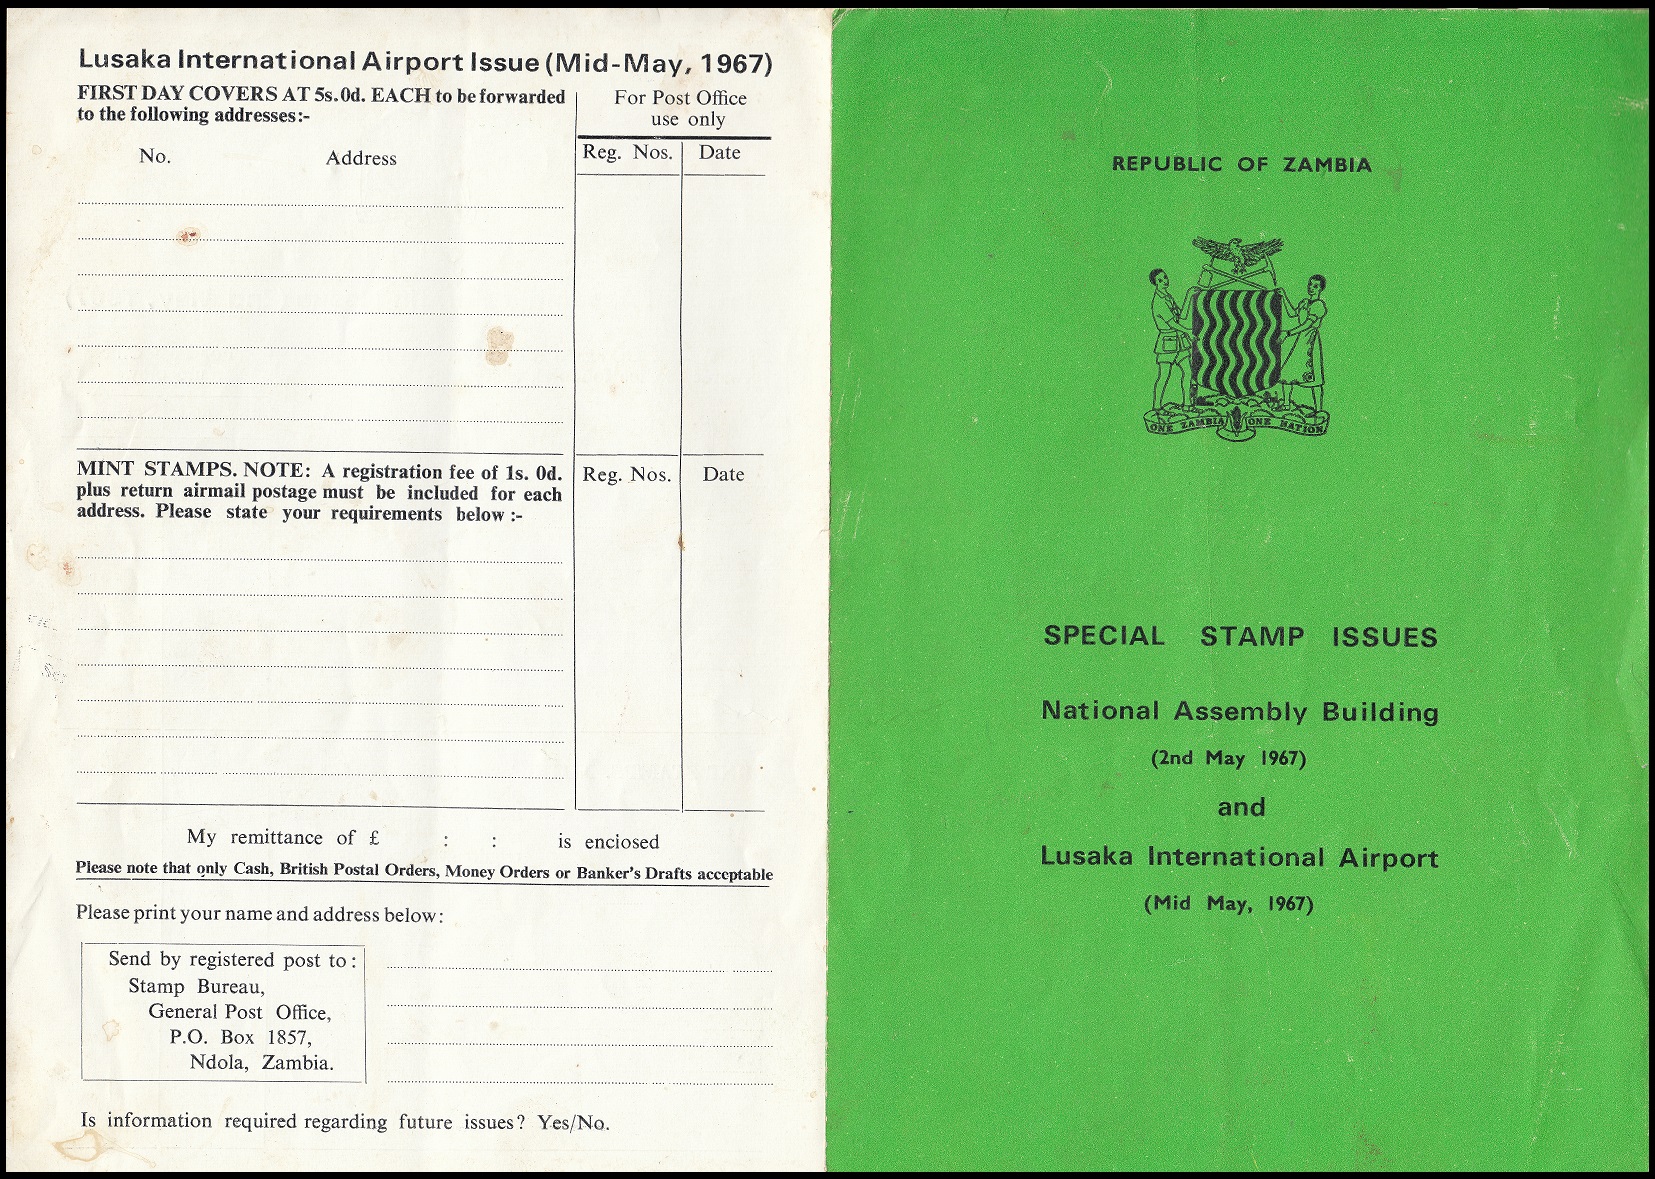 Lusaka International Airport Issue (Mid-May, 1967)
FIRST DAY COVERS AT 5s. 0d. EACH to be forwarded
to the following addresses:-
For Post Office
use only
No. Address
Reg. Nos. Date
MINT STAMPS. NOTE: A registration fee of 1s. 0d.
plus return airmail postage must be included for each
address. Please state your requirements below :-
Reg. Nos. Date
My remittance of £ : : is enclosed
Please note that only Cash, British Postal Orders, Money Orders or Banker's Drafts acceptable
Please print your name and address below:
Send by registered post to:
Stamp Bureau,
General Post Office,
P.O. Box 1857,
Ndola, Zambia.
Is information required regarding future issues? Yes/No.
REPUBLIC OF ZAMBIA
ONE ZAMBIA ONE NATION
SPECIAL STAMP ISSUES
National Assembly Building
(2nd May 1967)
and
Lusaka International Airport
(Mid May, 1967)